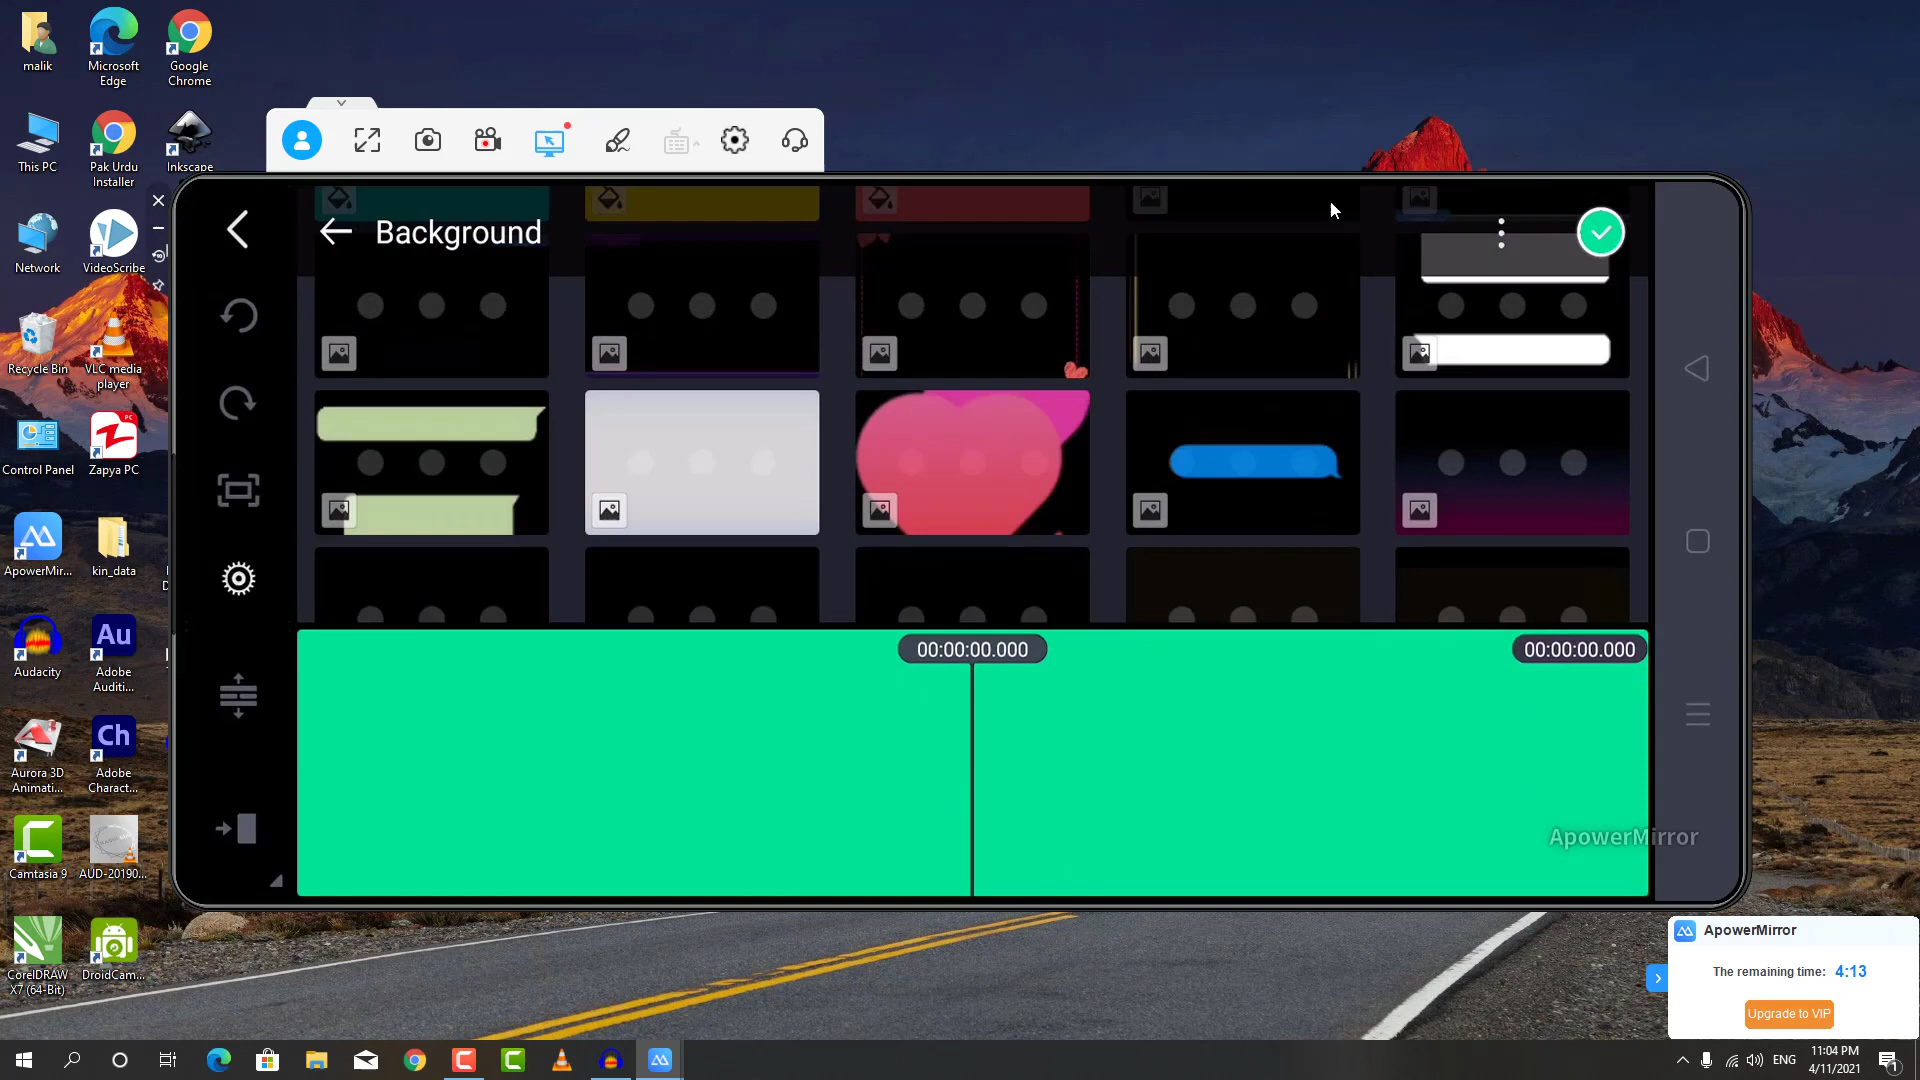 malik
Microsoft
Edge
Google
Chrome
This PC
Pak Urdu
Installer
Inkscape
Network
VideoScribe
Recycle Bin
VLC media
player
Control Panel
Zapya PC
ApowerMir...
kin_data
Audacity
Au
Adobe
Auditi...
Aurora 3D
Animati...
Ch
Adobe
Charact...
Camtasia 9
AUD-20190...
CorelDRAW
X7 (64-Bit)
DroidCam...
Background
00:00:00.000
00:00:00.000
ApowerMirror
ApowerMirror
The remaining time: 4:13
Upgrade to VIP
ENG
11:04 PM
4/11/2021
1